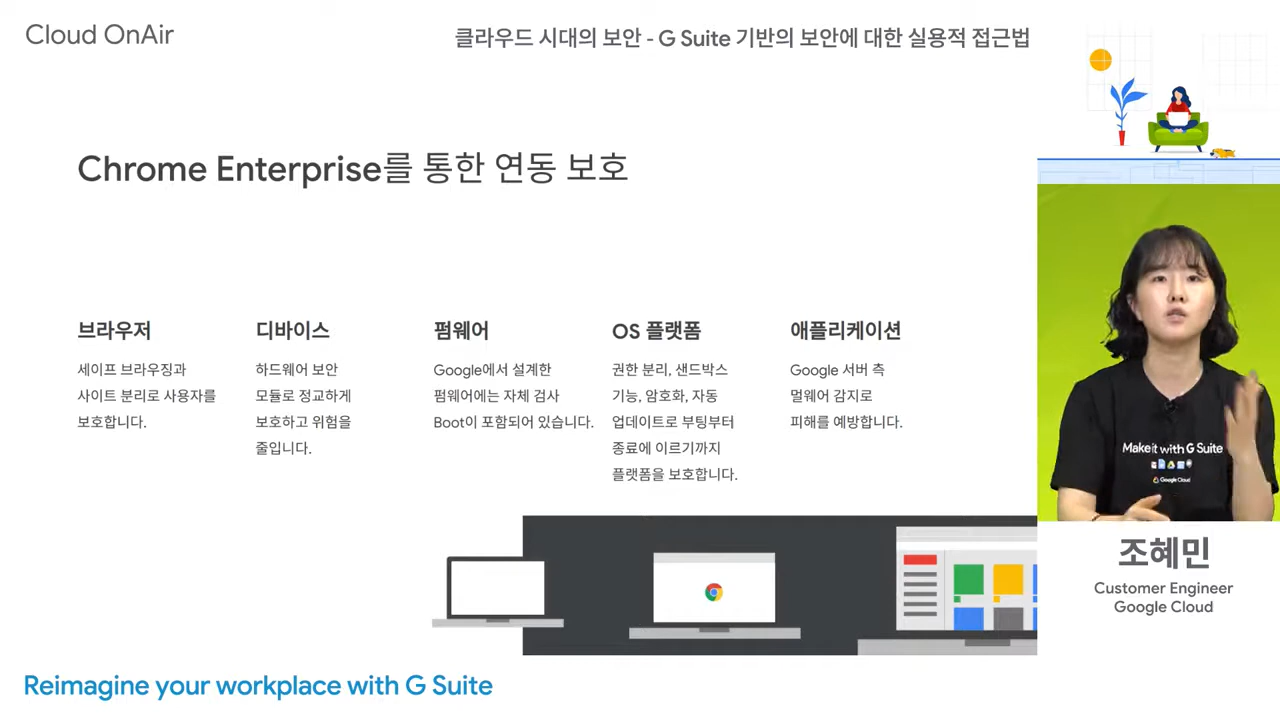 Cloud OnAir
클라우드 시대의 보안 - G Suite 기반의 보안에 대한 실용적 접근법
Chrome Enterprise를 통한 연동 보호
브라우저
세이프 브라우징과
사이트 분리로 사용자를
보호합니다.
디바이스
하드웨어 보안
모듈로 정교하게
보호하고 위험을
줄입니다.
펌웨어
Google에서 설계한
펌웨어에는 자체 검사
Boot이 포함되어 있습니다.
OS 플랫폼
권한 분리, 샌드박스
기능, 암호화, 자동
업데이트로 부팅부터
종료에 이르기까지
플랫폼을 보호합니다.
애플리케이션
Google 서버 측
멀웨어 감지로
피해를 예방합니다.
Make it with G Suite
Google Cloud
조혜민
Customer Engineer
Google Cloud
Reimagine your workplace with G Suite